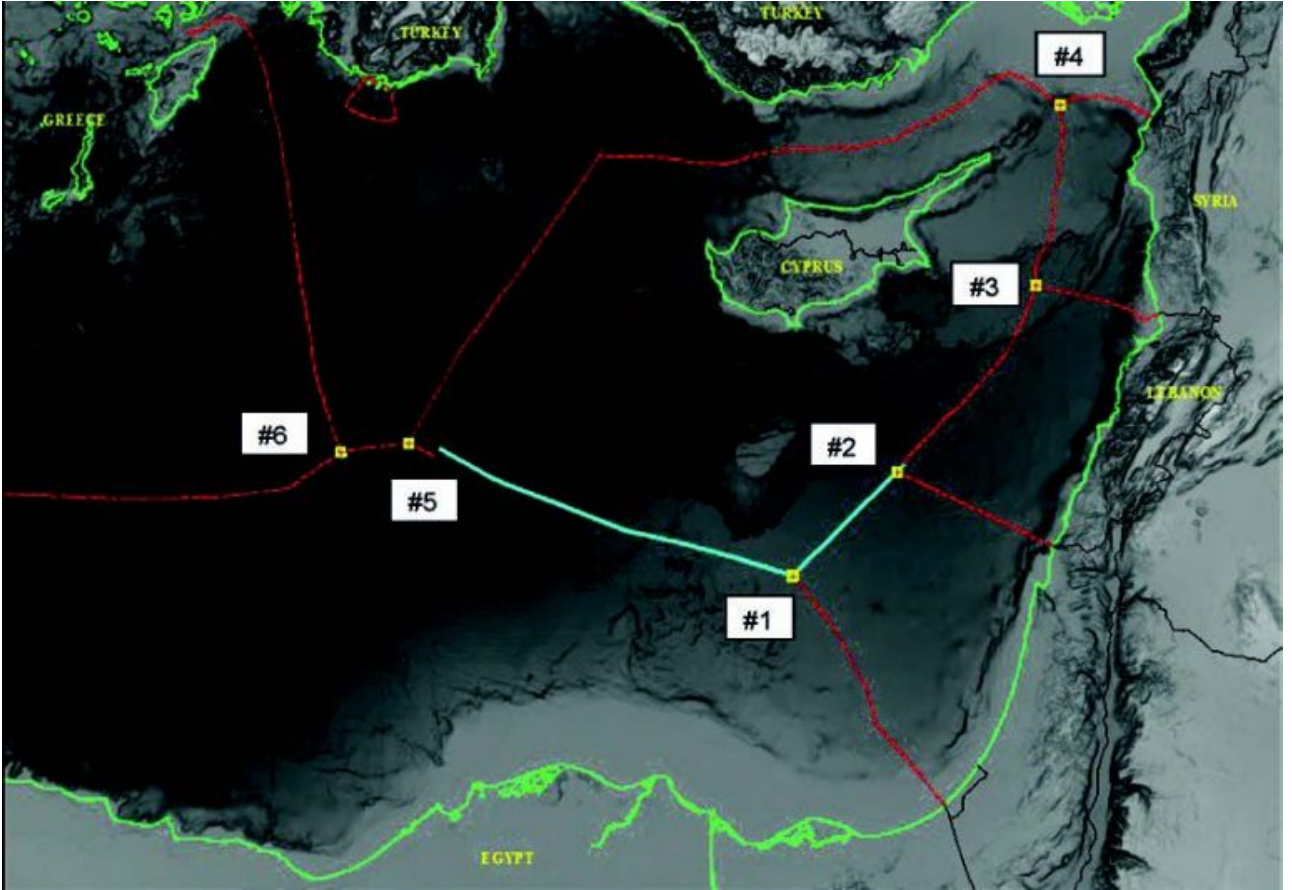 TURKEY
TURKEY
#4
GREECE
SYRIA
CYPRUS
#3
LEBANON
#6
#2
#5
#1
EGYPT